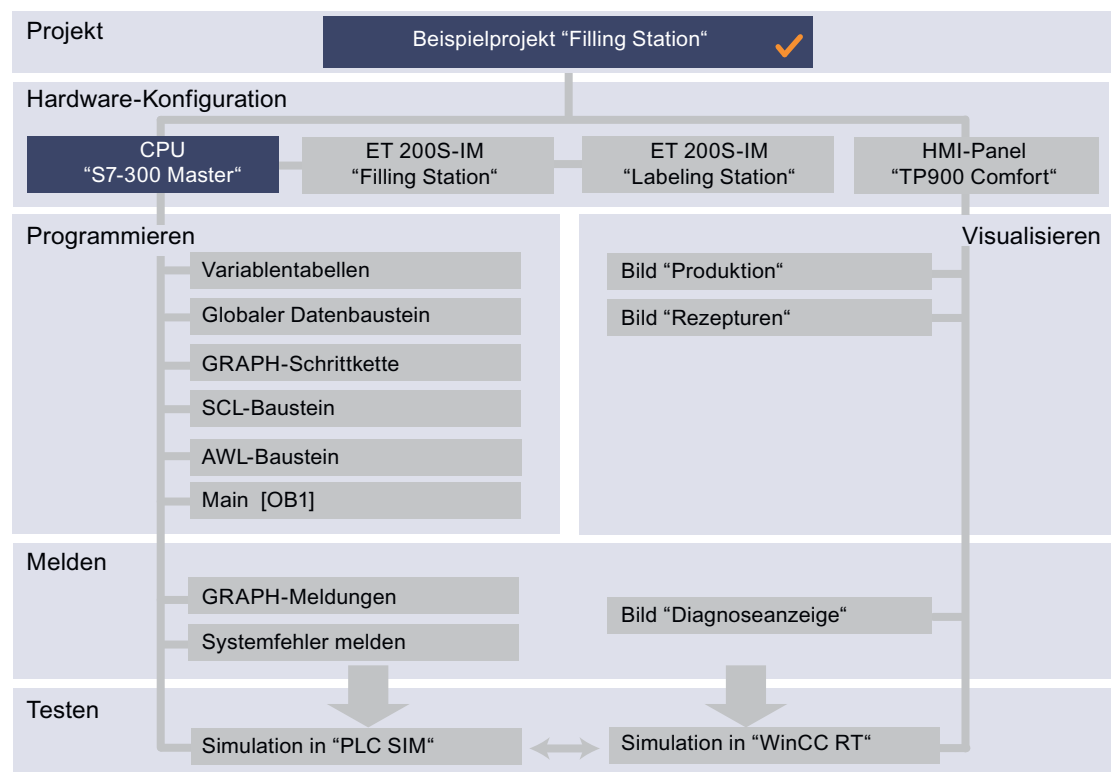 Projekt
Beispielprojekt “Filling Station“
Hardware-Konfiguration
CPU
“S7-300 Master“
ET 200S-IM
“Filling Station“
ET 200S-IM
“Labeling Station“
HMI-Panel
“TP900 Comfort“
Programmieren
Variablentabellen
Globaler Datenbaustein
GRAPH-Schrittkette
SCL-Baustein
AWL-Baustein
Main [OB1]
Visualisieren
Bild “Produktion“
Bild “Rezepturen“
Melden
GRAPH-Meldungen
Systemfehler melden
Bild “Diagnoseanzeige“
Testen
Simulation in “PLC SIM“
Simulation in “WinCC RT“